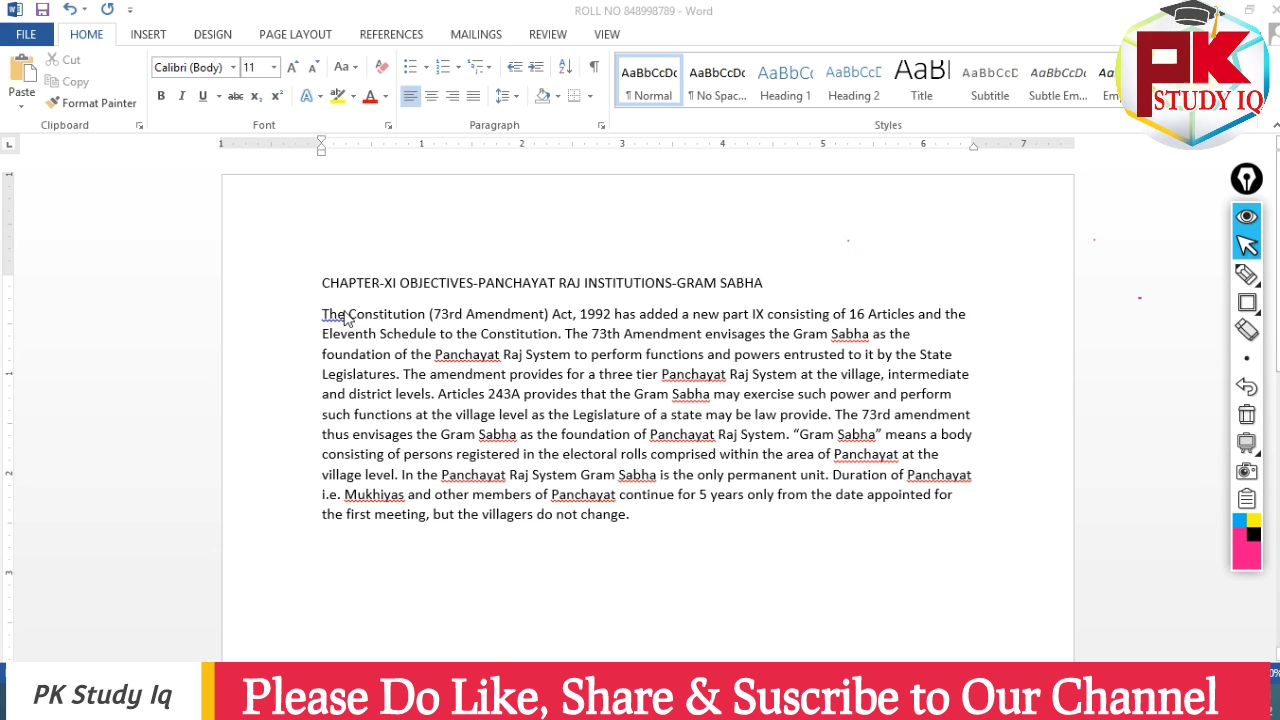 ROLL NO 848998789 - Word
FILE HOME INSERT DESIGN PAGE LAYOUT REFERENCES MAILINGS REVIEW VIEW
Cut
Copy
Format Painter
Paste
Clipboard
Calibri (Body) 11
Font
Paragraph
AaBbCcDc AaBbCcDc AaBbCc AaBbCcD AaBl AaBbCcD AaBbCcDc
¶ Normal ¶ No Spac... Heading 1 Heading 2 Title Subtitle Subtle Em...
Styles
PK
STUDY IQ
1 1 2 3 4 5 6 7
CHAPTER-XI OBJECTIVES-PANCHAYAT RAJ INSTITUTIONS-GRAM SABHA
The Constitution (73rd Amendment) Act, 1992 has added a new part IX consisting of 16 Articles and the
Eleventh Schedule to the Constitution. The 73th Amendment envisages the Gram Sabha as the
foundation of the Panchayat Raj System to perform functions and powers entrusted to it by the State
Legislatures. The amendment provides for a three tier Panchayat Raj System at the village, intermediate
and district levels. Articles 243A provides that the Gram Sabha may exercise such power and perform
such functions at the village level as the Legislature of a state may be law provide. The 73rd amendment
thus envisages the Gram Sabha as the foundation of Panchayat Raj System. “Gram Sabha” means a body
consisting of persons registered in the electoral rolls comprised within the area of Panchayat at the
village level. In the Panchayat Raj System Gram Sabha is the only permanent unit. Duration of Panchayat
i.e. Mukhiyas and other members of Panchayat continue for 5 years only from the date appointed for
the first meeting, but the villagers do not change.
PK Study Iq
Please Do Like, Share & Suscribe to Our Channel